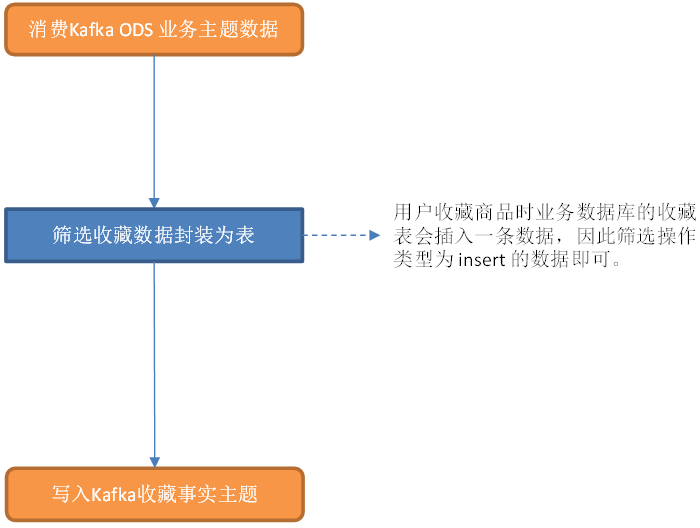 消费Kafka ODS 业务主题数据
筛选收藏数据封装为表
用户收藏商品时业务数据库的收藏
表会插入一条数据，因此筛选操作
类型为 insert 的数据即可。
写入Kafka收藏事实主题